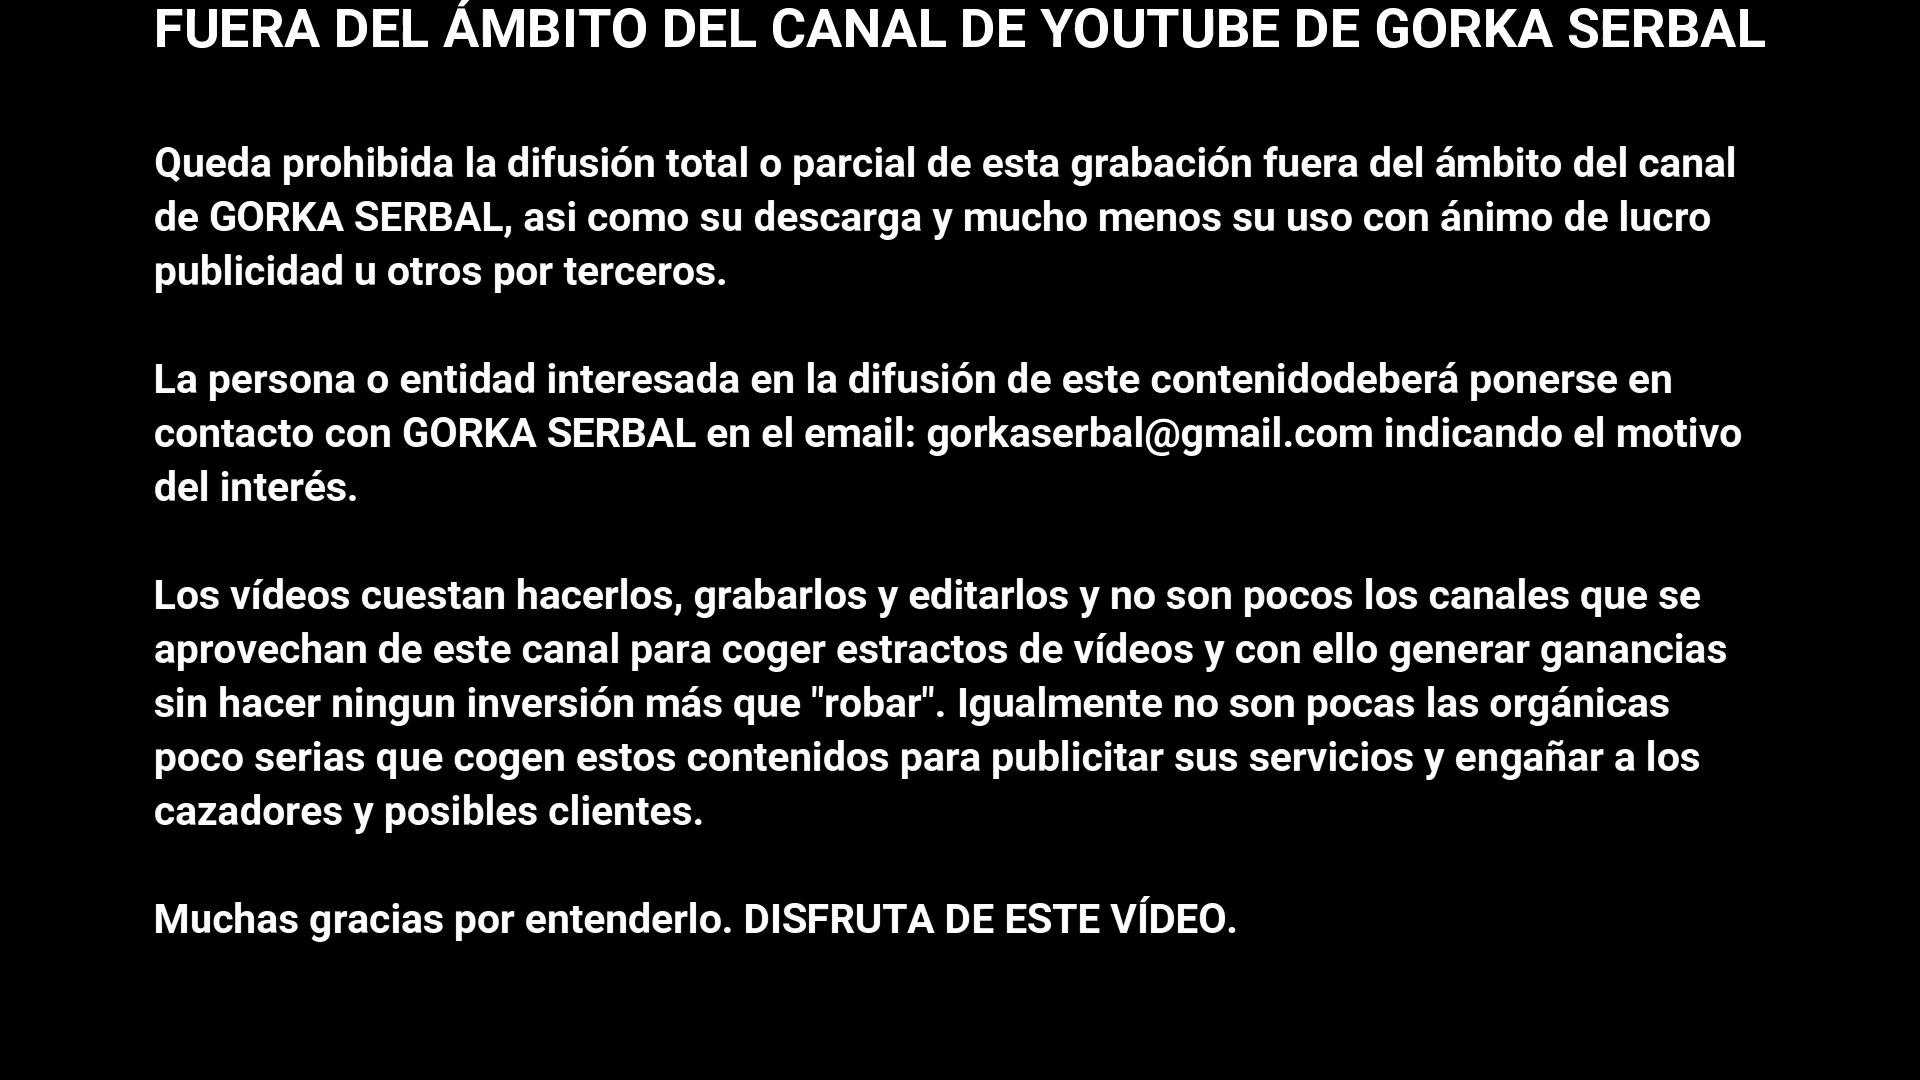 FUERA DEL ÁMBITO DEL CANAL DE YOUTUBE DE GORKA SERBAL
Queda prohibida la difusión total o parcial de esta grabación fuera del ámbito del canal
de GORKA SERBAL, asi como su descarga y mucho menos su uso con ánimo de lucro
publicidad u otros por terceros.
La persona o entidad interesada en la difusión de este contenidodeberá ponerse en
contacto con GORKA SERBAL en el email: gorkaserbal@gmail.com indicando el motivo
del interés.
Los vídeos cuestan hacerlos, grabarlos y editarlos y no son pocos los canales que se
aprovechan de este canal para coger estractos de vídeos y con ello generar ganancias
sin hacer ningun inversión más que "robar". Igualmente no son pocas las orgánicas
poco serias que cogen estos contenidos para publicitar sus servicios y engañar a los
cazadores y posibles clientes.
Muchas gracias por entenderlo. DISFRUTA DE ESTE VÍDEO.